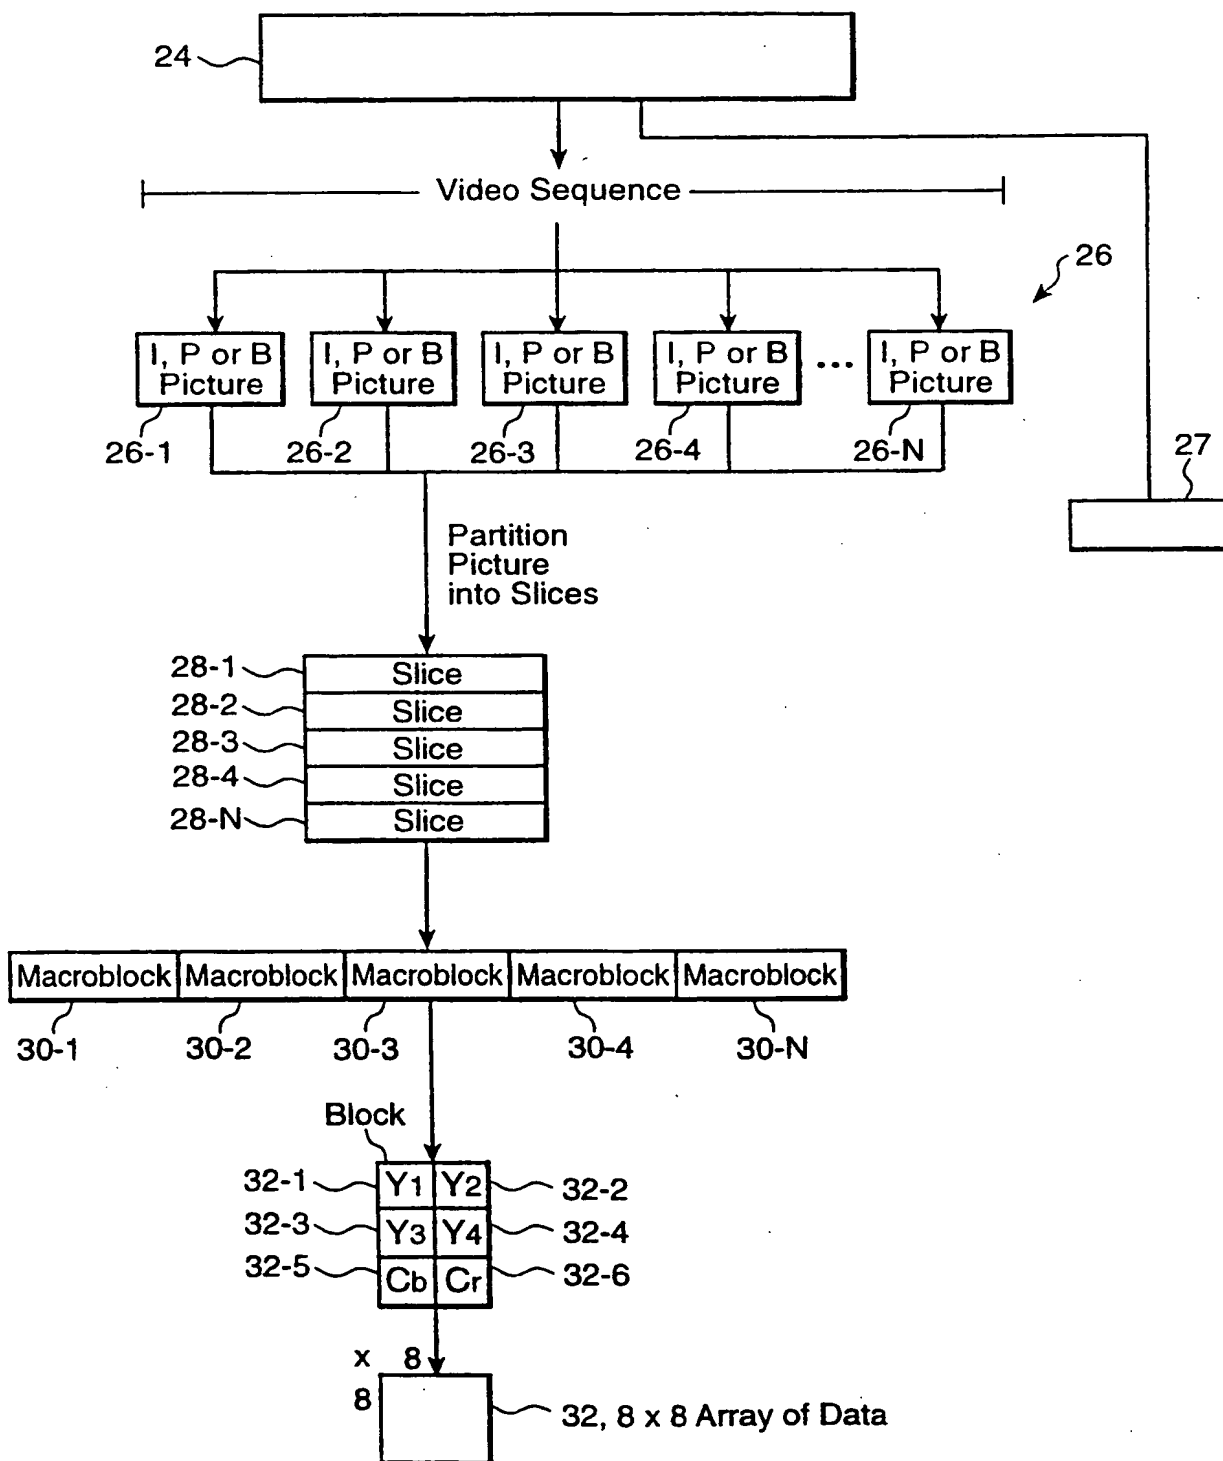 24
Video Sequence
26
I, P or B
Picture
I, P or B
Picture
I, P or B
Picture
I, P or B
Picture
...
I, P or B
Picture
26-1
26-2
26-3
26-4
26-N
27
Partition
Picture
into Slices
28-1
Slice
28-2
Slice
28-3
Slice
28-4
Slice
28-N
Slice
Macroblock
Macroblock
Macroblock
Macroblock
Macroblock
30-1
30-2
30-3
30-4
30-N
Block
32-1
Y1
Y2
32-2
32-3
Y3
Y4
32-4
32-5
Cb
Cr
32-6
x
8
8
32, 8 x 8 Array of Data